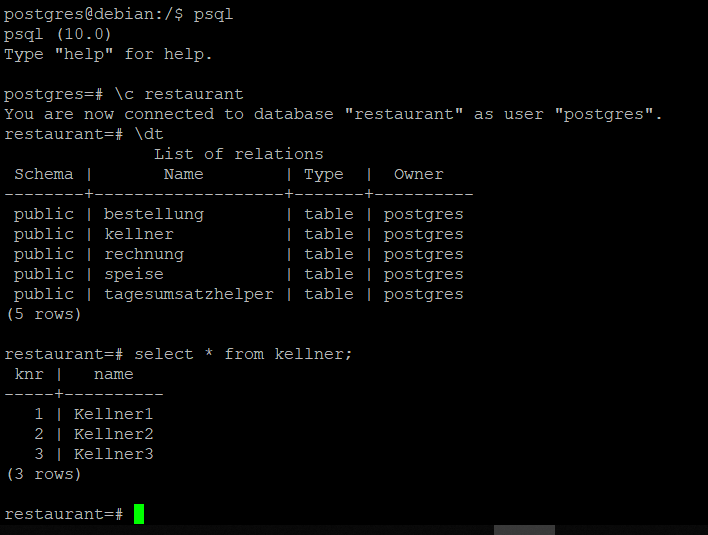 postgres@debian:/$ psql
psql (10.0)
Type "help" for help.

postgres=# \c restaurant
You are now connected to database "restaurant" as user "postgres".
restaurant=# \dt
               List of relations
 Schema |       Name        | Type  |  Owner
--------+-------------------+-------+----------
 public | bestellung        | table | postgres
 public | kellner           | table | postgres
 public | rechnung          | table | postgres
 public | speise            | table | postgres
 public | tagesumsatzhelper | table | postgres
(5 rows)

restaurant=# select * from kellner;
 knr |   name
-----+----------
   1 | Kellner1
   2 | Kellner2
   3 | Kellner3
(3 rows)

restaurant=#